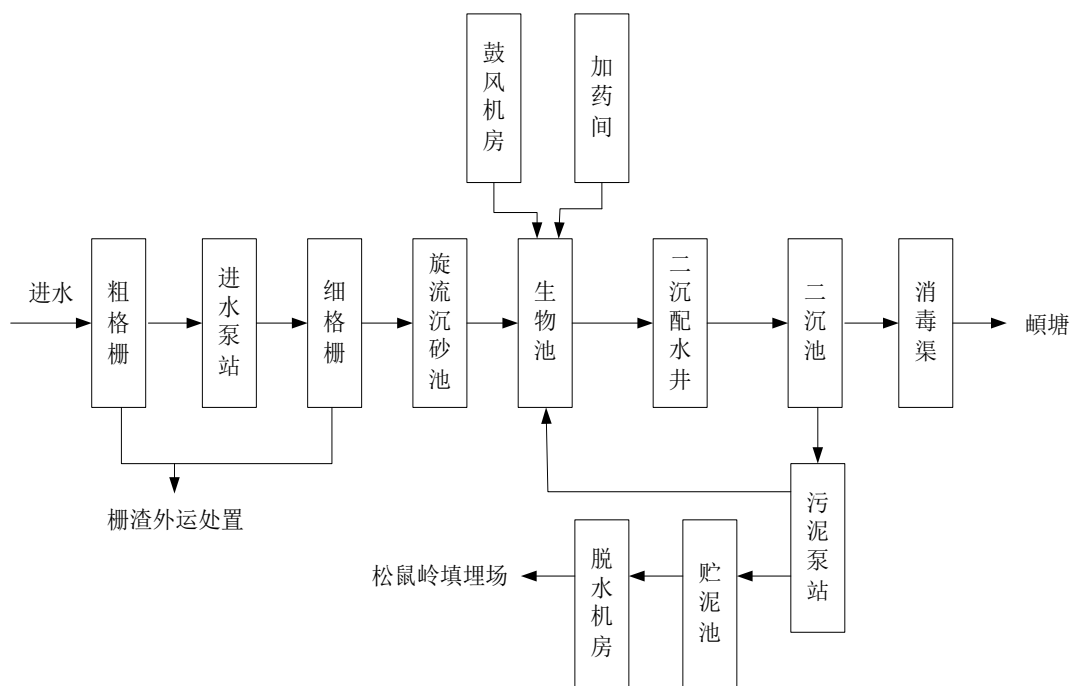 鼓风机房
加药间
进水
粗格栅
进水泵站
细格栅
旋流沉砂池
生物池
二沉配水井
二沉池
消毒渠
頔塘
栅渣外运处置
污泥泵站
贮泥池
脱水机房
松鼠岭填埋场